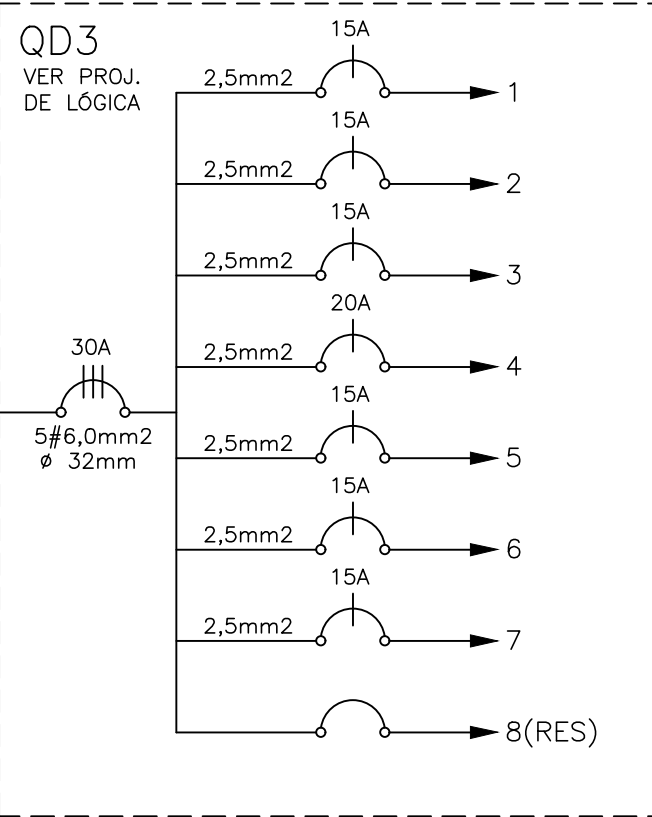 QD3
VER PROJ.
DE LÓGICA
15A
2,5mm2
1
15A
2,5mm2
2
15A
2,5mm2
3
20A
2,5mm2
4
30A
5#6,0mm2
ø 32mm
15A
2,5mm2
5
15A
2,5mm2
6
15A
2,5mm2
7
8(RES)